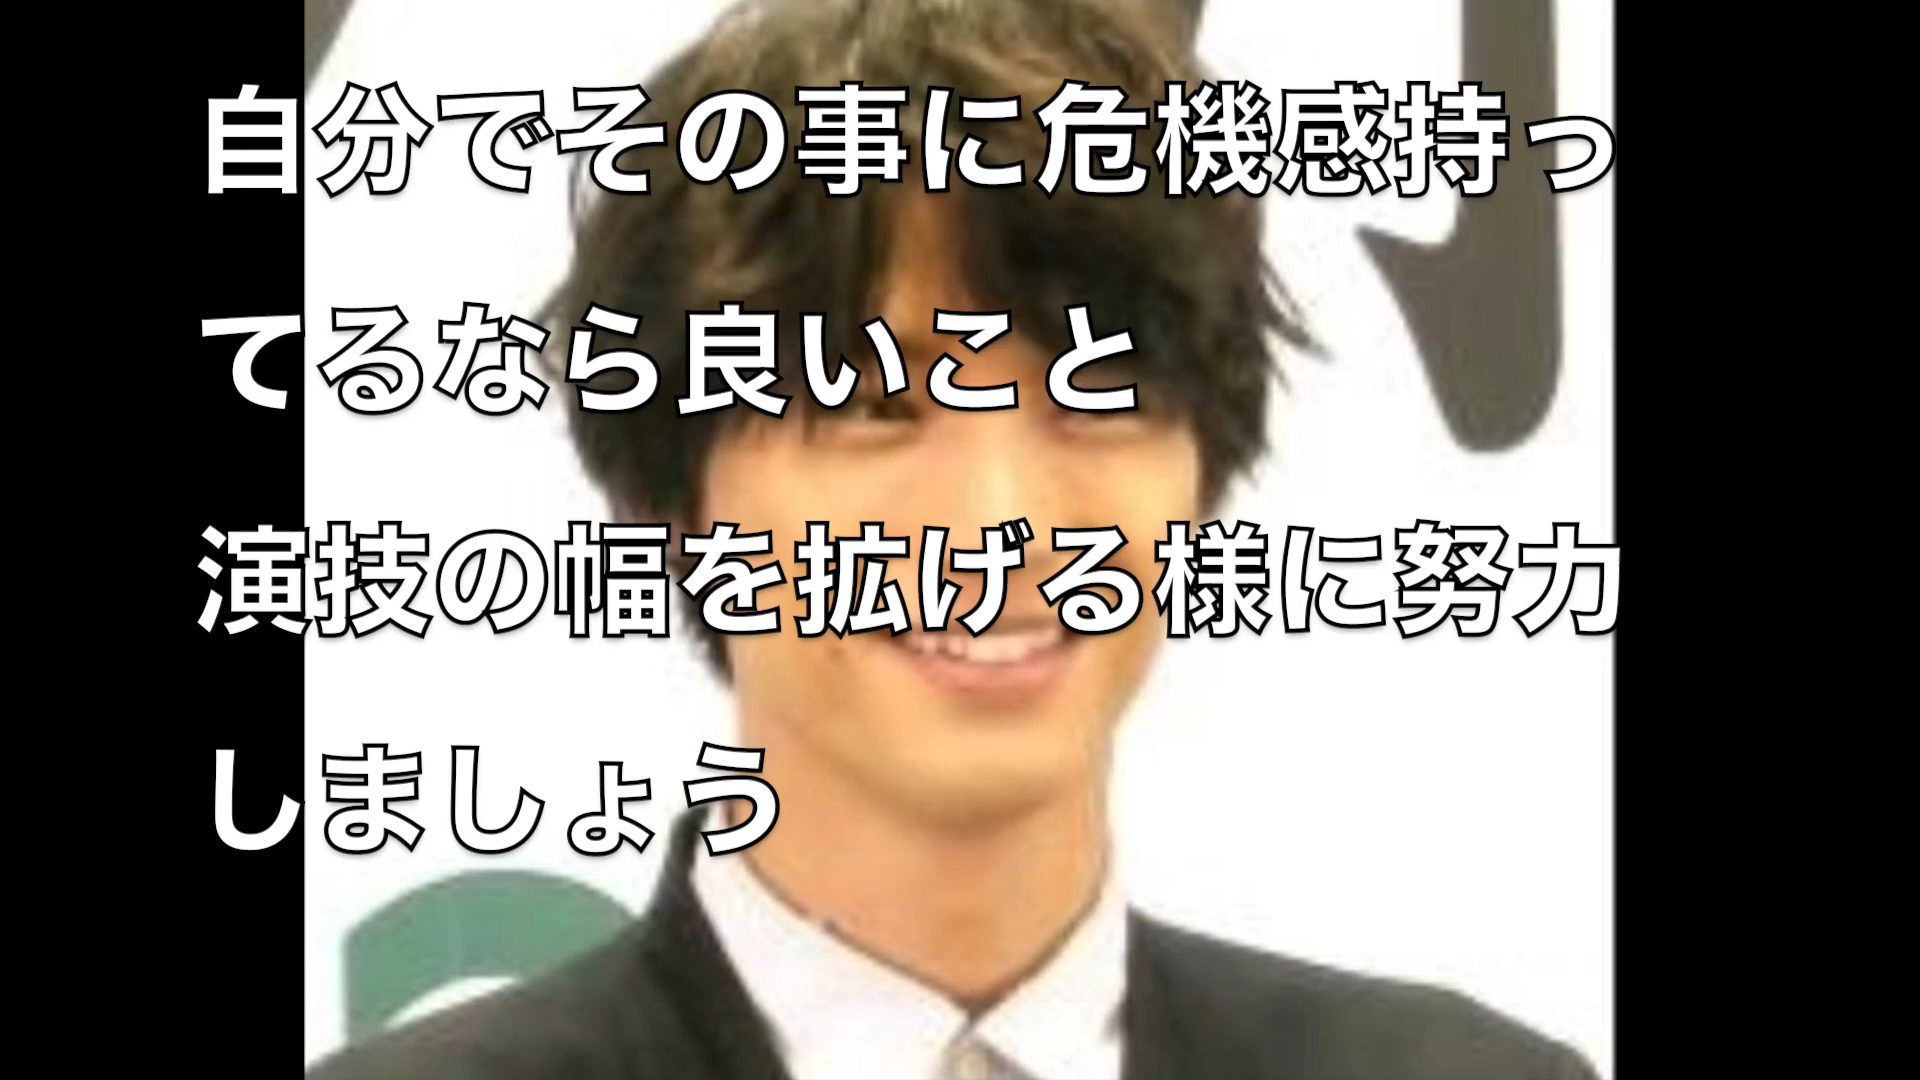 自分でその事に危機感持っ
てるなら良いこと
演技の幅を拡げる様に努力
しましょう